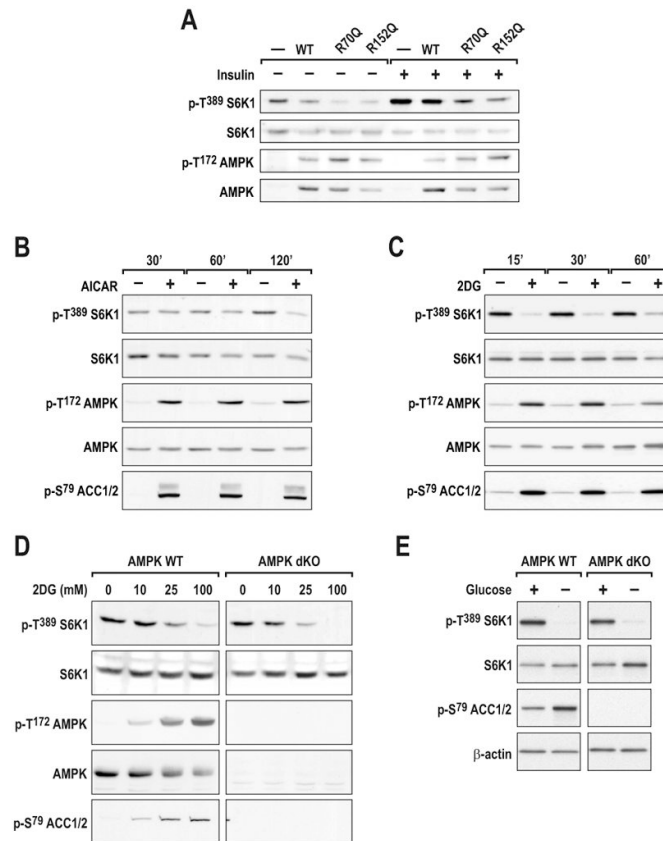 A
— WT R70Q R152Q — WT R70Q R152Q
Insulin − − − − + + + +
p-T389 S6K1
S6K1
p-T172 AMPK
AMPK
B
30' 60' 120'
AICAR − + − + − +
p-T389 S6K1
S6K1
p-T172 AMPK
AMPK
p-S79 ACC1/2
C
15' 30' 60'
2DG − + − + − +
p-T389 S6K1
S6K1
p-T172 AMPK
AMPK
p-S79 ACC1/2
D
AMPK WT AMPK dKO
2DG (mM) 0 10 25 100 0 10 25 100
p-T389 S6K1
S6K1
p-T172 AMPK
AMPK
p-S79 ACC1/2
E
AMPK WT AMPK dKO
Glucose + − + −
p-T389 S6K1
S6K1
p-S79 ACC1/2
β-actin